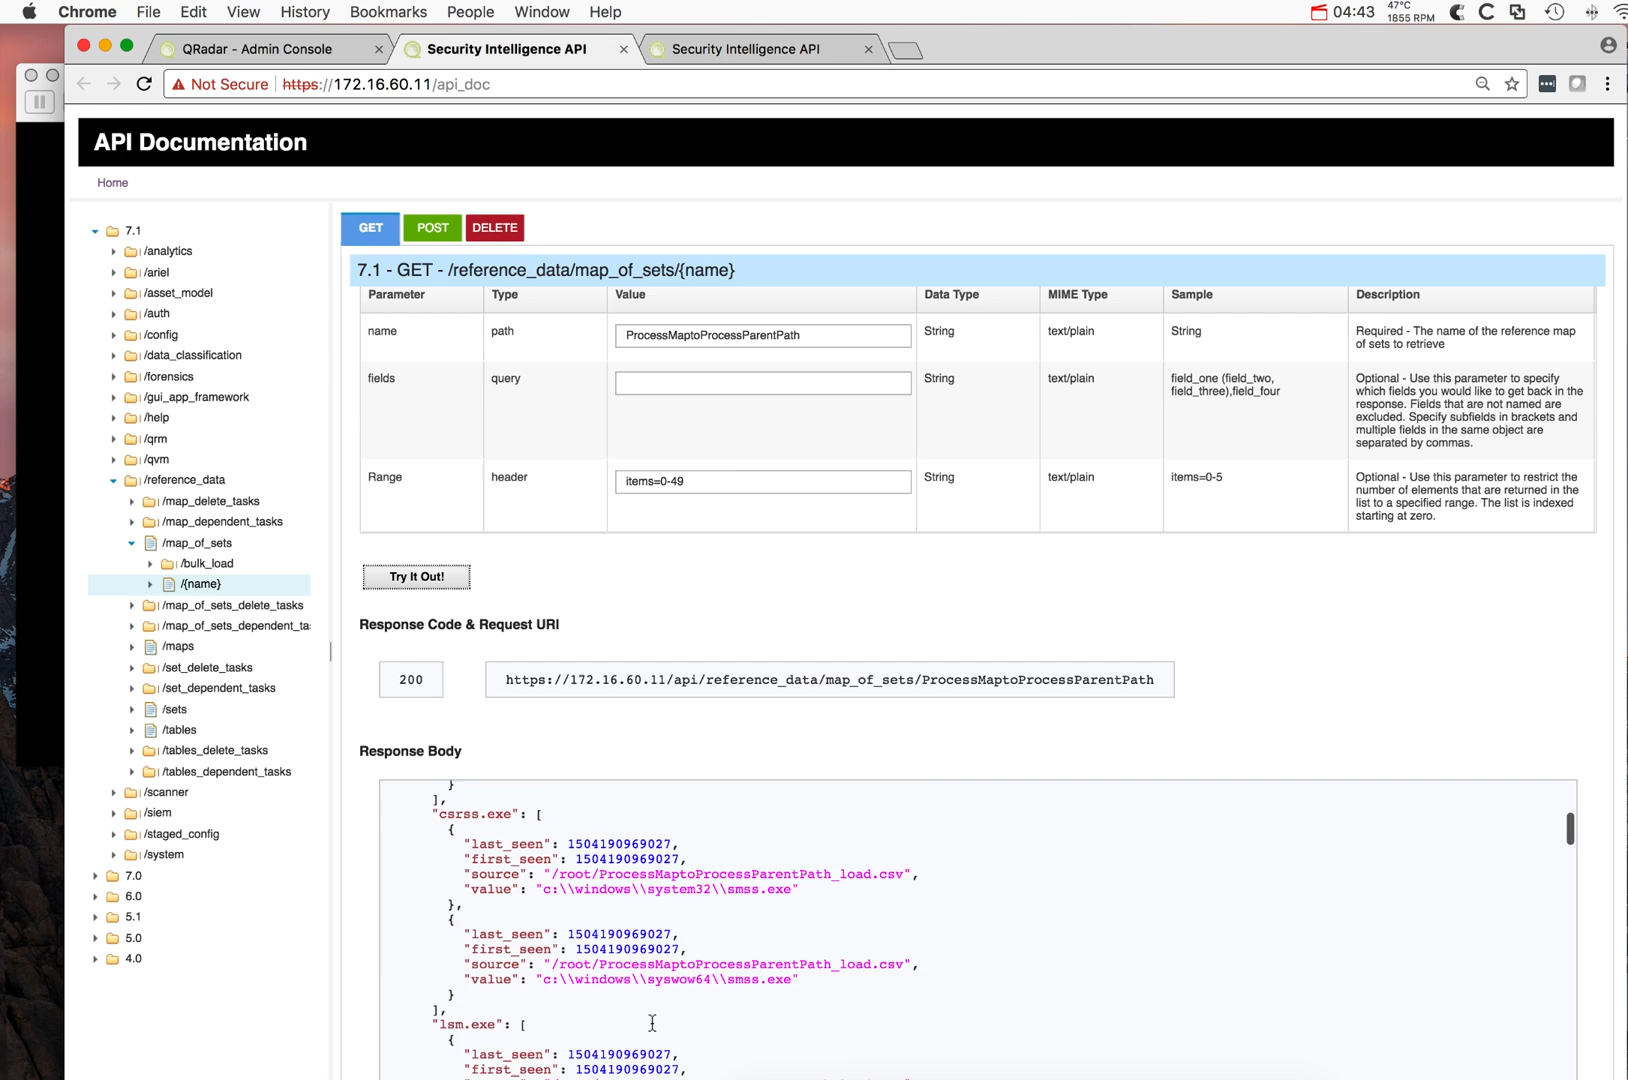 Chrome File Edit View History Bookmarks People Window Help 04:43 47°C 1855 RPM
QRadar - Admin Console Security Intelligence API Security Intelligence API
Not Secure https://172.16.60.11/api_doc
API Documentation
Home
7.1
/analytics
/ariel
/asset_model
/auth
/config
/data_classification
/forensics
/gui_app_framework
/help
/qrm
/qvm
/reference_data
/map_delete_tasks
/map_dependent_tasks
/map_of_sets
/bulk_load
/{name}
/map_of_sets_delete_tasks
/map_of_sets_dependent_ta
/maps
/set_delete_tasks
/set_dependent_tasks
/sets
/tables
/tables_delete_tasks
/tables_dependent_tasks
/scanner
/siem
/staged_config
/system
7.0
6.0
5.1
5.0
4.0
GET POST DELETE
7.1 - GET - /reference_data/map_of_sets/{name}
Parameter Type Value Data Type MIME Type Sample Description
name path ProcessMaptoProcessParentPath String text/plain String Required - The name of the reference map
of sets to retrieve
fields query String text/plain field_one (field_two,
field_three),field_four
Optional - Use this parameter to specify
which fields you would like to get back in the
response. Fields that are not named are
excluded. Specify subfields in brackets and
multiple fields in the same object are
separated by commas.
Range header items=0-49 String text/plain items=0-5 Optional - Use this parameter to restrict the
number of elements that are returned in the
list to a specified range. The list is indexed
starting at zero.
Try It Out!
Response Code & Request URI
200 https://172.16.60.11/api/reference_data/map_of_sets/ProcessMaptoProcessParentPath
Response Body
}
],
"csrss.exe": [
{
"last_seen": 1504190969027,
"first_seen": 1504190969027,
"source": "/root/ProcessMaptoProcessParentPath_load.csv",
"value": "c:\\windows\\system32\\smss.exe"
},
{
"last_seen": 1504190969027,
"first_seen": 1504190969027,
"source": "/root/ProcessMaptoProcessParentPath_load.csv",
"value": "c:\\windows\\syswow64\\smss.exe"
}
],
"lsm.exe": [
{
"last_seen": 1504190969027,
"first_seen": 1504190969027,